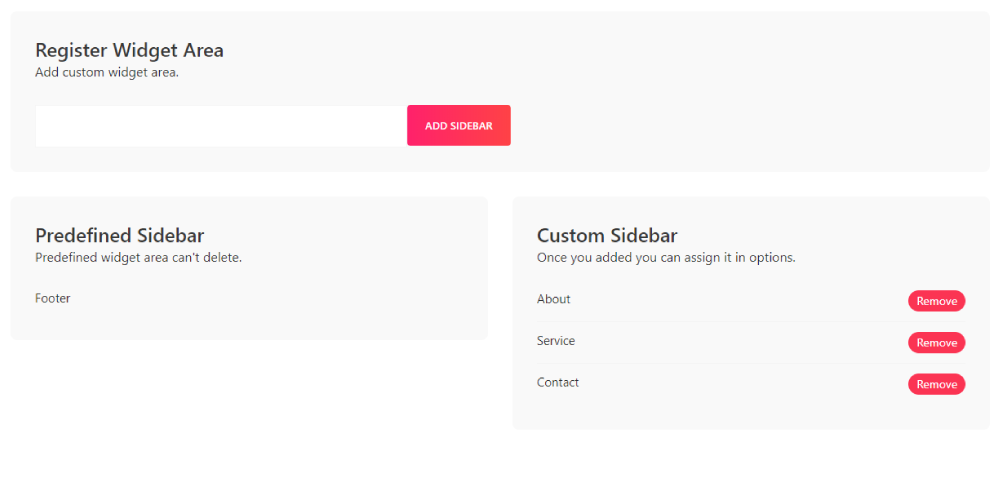 Register Widget Area
Add custom widget area.
ADD SIDEBAR
Predefined Sidebar
Predefined widget area can't delete.
Footer
Custom Sidebar
Once you added you can assign it in options.
About
Remove
Service
Remove
Contact
Remove